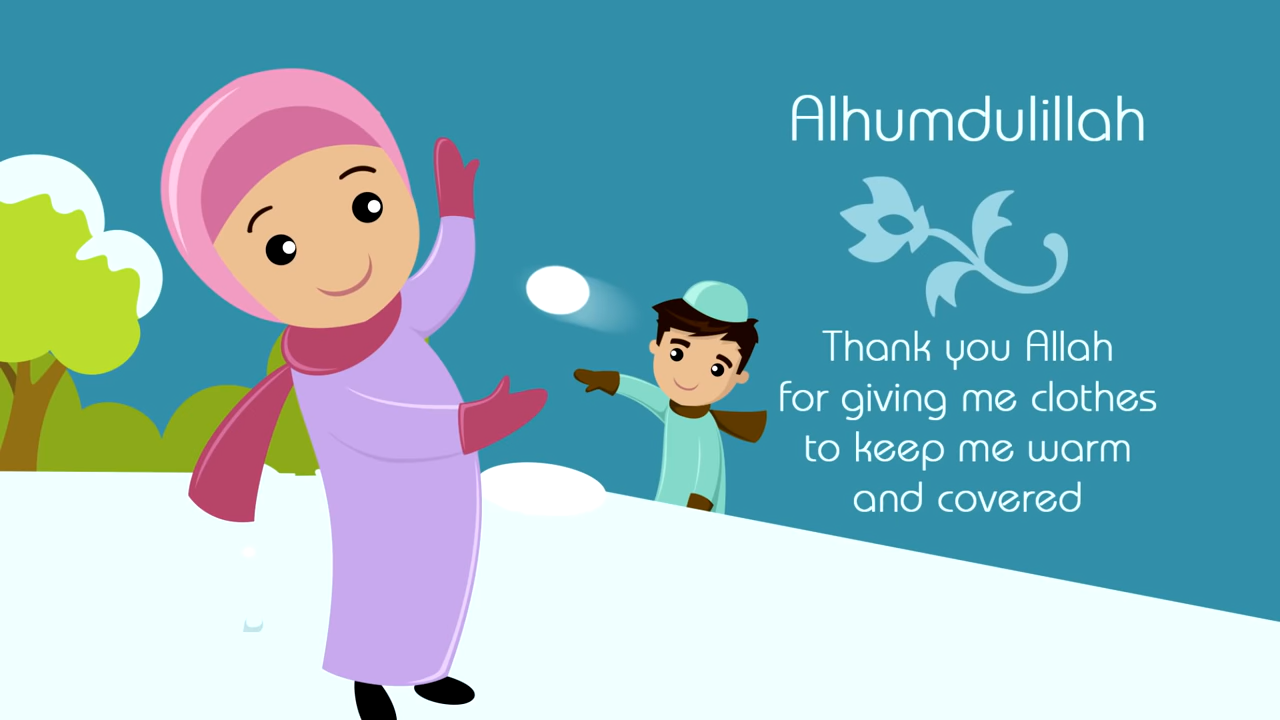 Alhumdulillah
Thank you Allah
for giving me clothes
to keep me warm
and covered